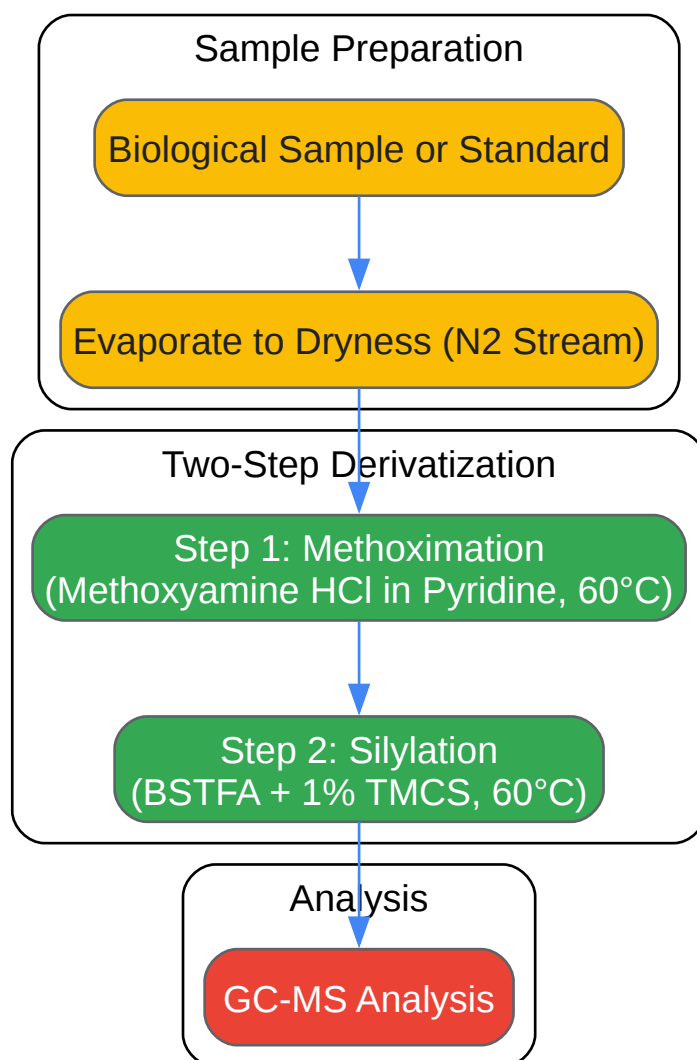 Sample Preparation
Biological Sample or Standard
Evaporate to Dryness (N2 Stream)
Two-Step Derivatization
Step 1: Methoximation
(Methoxyamine HCl in Pyridine, 60°C)
Step 2: Silylation
(BSTFA + 1% TMCS, 60°C)
Analysis
GC-MS Analysis